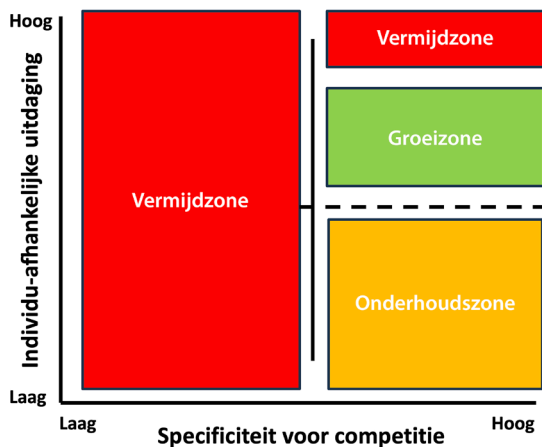 Hoog
Individu-afhankelijke uitdaging
Laag
Vermijdzone
Vermijdzone
Groeizone
Onderhoudszone
Laag
Hoog
Specificiteit voor competitie